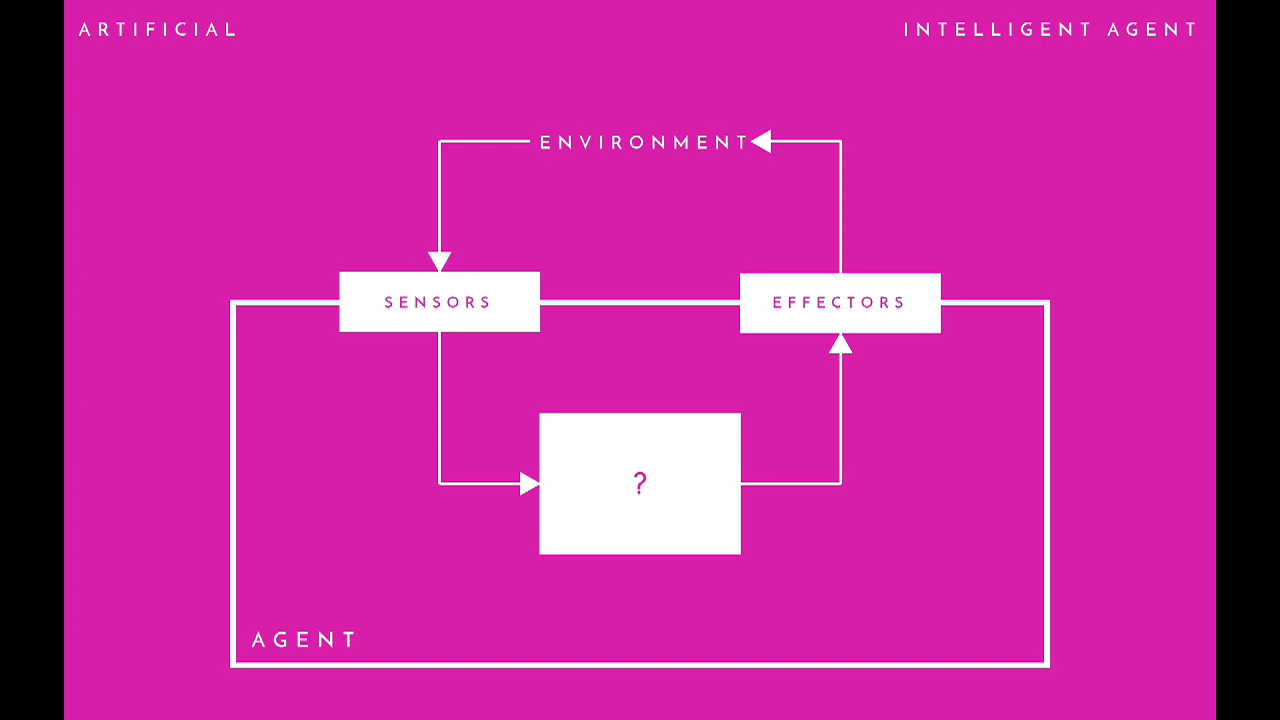 ARTIFICIAL
INTELLIGENT AGENT
ENVIRONMENT
SENSORS
EFFECTORS
?
AGENT